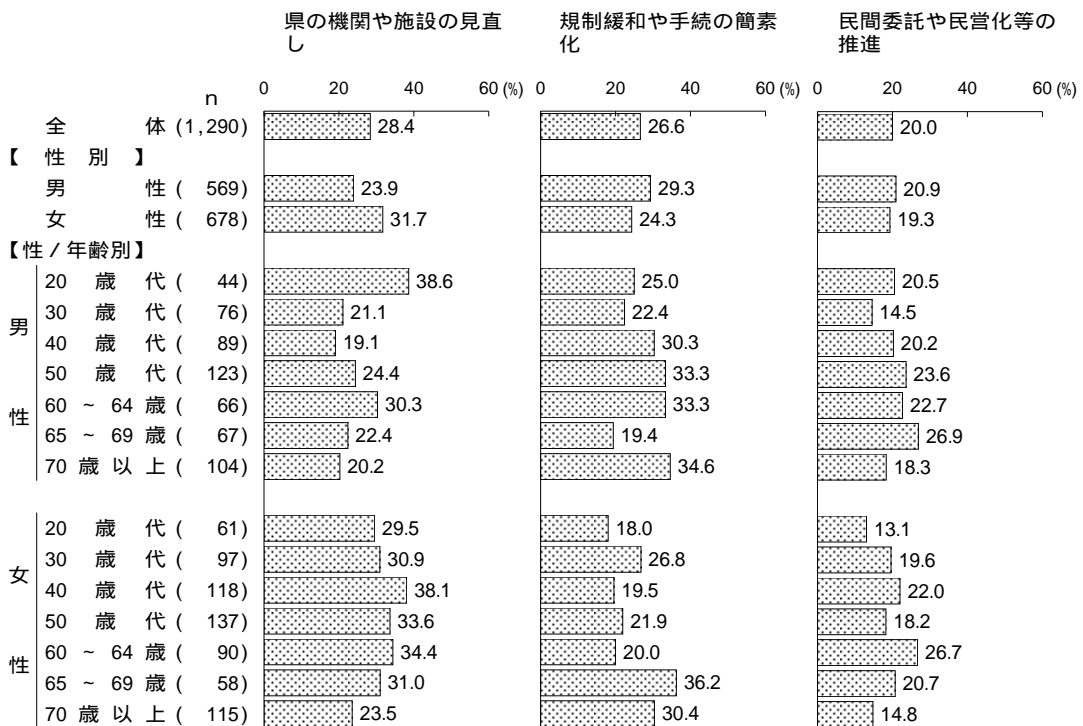 県の機関や施設の見直
し
規制緩和や手続の簡素
化
民間委託や民営化等の
推進
0 20 40 60 (%) 0 20 40 60 (%) 0 20 40 60 (%)
n
全 体 (1,290) 28.4 26.6 20.0
【 性 別 】
男 性 ( 569) 23.9 29.3 20.9
女 性 ( 678) 31.7 24.3 19.3
【性 / 年齢別】
男性
20 歳 代 ( 44) 38.6 25.0 20.5
30 歳 代 ( 76) 21.1 22.4 14.5
40 歳 代 ( 89) 19.1 30.3 20.2
50 歳 代 ( 123) 24.4 33.3 23.6
60 ~ 64 歳 ( 66) 30.3 33.3 22.7
65 ~ 69 歳 ( 67) 22.4 19.4 26.9
70 歳 以 上 ( 104) 20.2 34.6 18.3
女性
20 歳 代 ( 61) 29.5 18.0 13.1
30 歳 代 ( 97) 30.9 26.8 19.6
40 歳 代 ( 118) 38.1 19.5 22.0
50 歳 代 ( 137) 33.6 21.9 18.2
60 ~ 64 歳 ( 90) 34.4 20.0 26.7
65 ~ 69 歳 ( 58) 31.0 36.2 20.7
70 歳 以 上 ( 115) 23.5 30.4 14.8